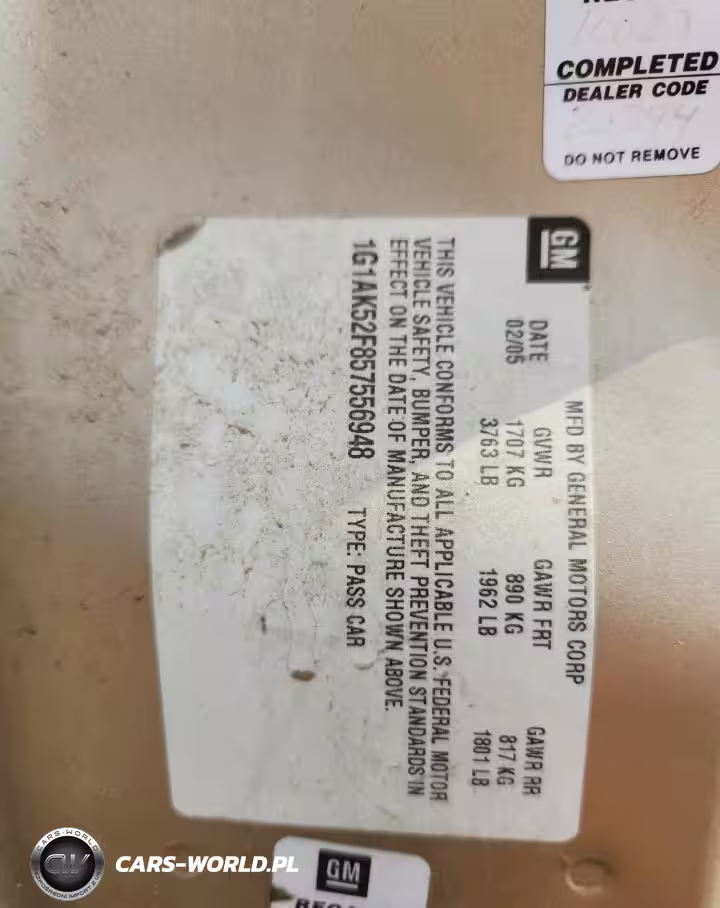 COMPLETED
DEALER CODE
DO NOT REMOVE
GM
MFD BY GENERAL MOTORS CORP
DATE GVWR GAWR FRT GAWR RR
02/05 1707 KG 890 KG 817 KG
3763 LB 1962 LB 1801 LB
THIS VEHICLE CONFORMS TO ALL APPLICABLE U.S. FEDERAL MOTOR
VEHICLE SAFETY, BUMPER, AND THEFT PREVENTION STANDARDS IN
EFFECT ON THE DATE OF MANUFACTURE SHOWN ABOVE.
1G1AK52F857556948 TYPE: PASS CAR
GM
CARS-WORLD
CW
CARS-WORLD.PL